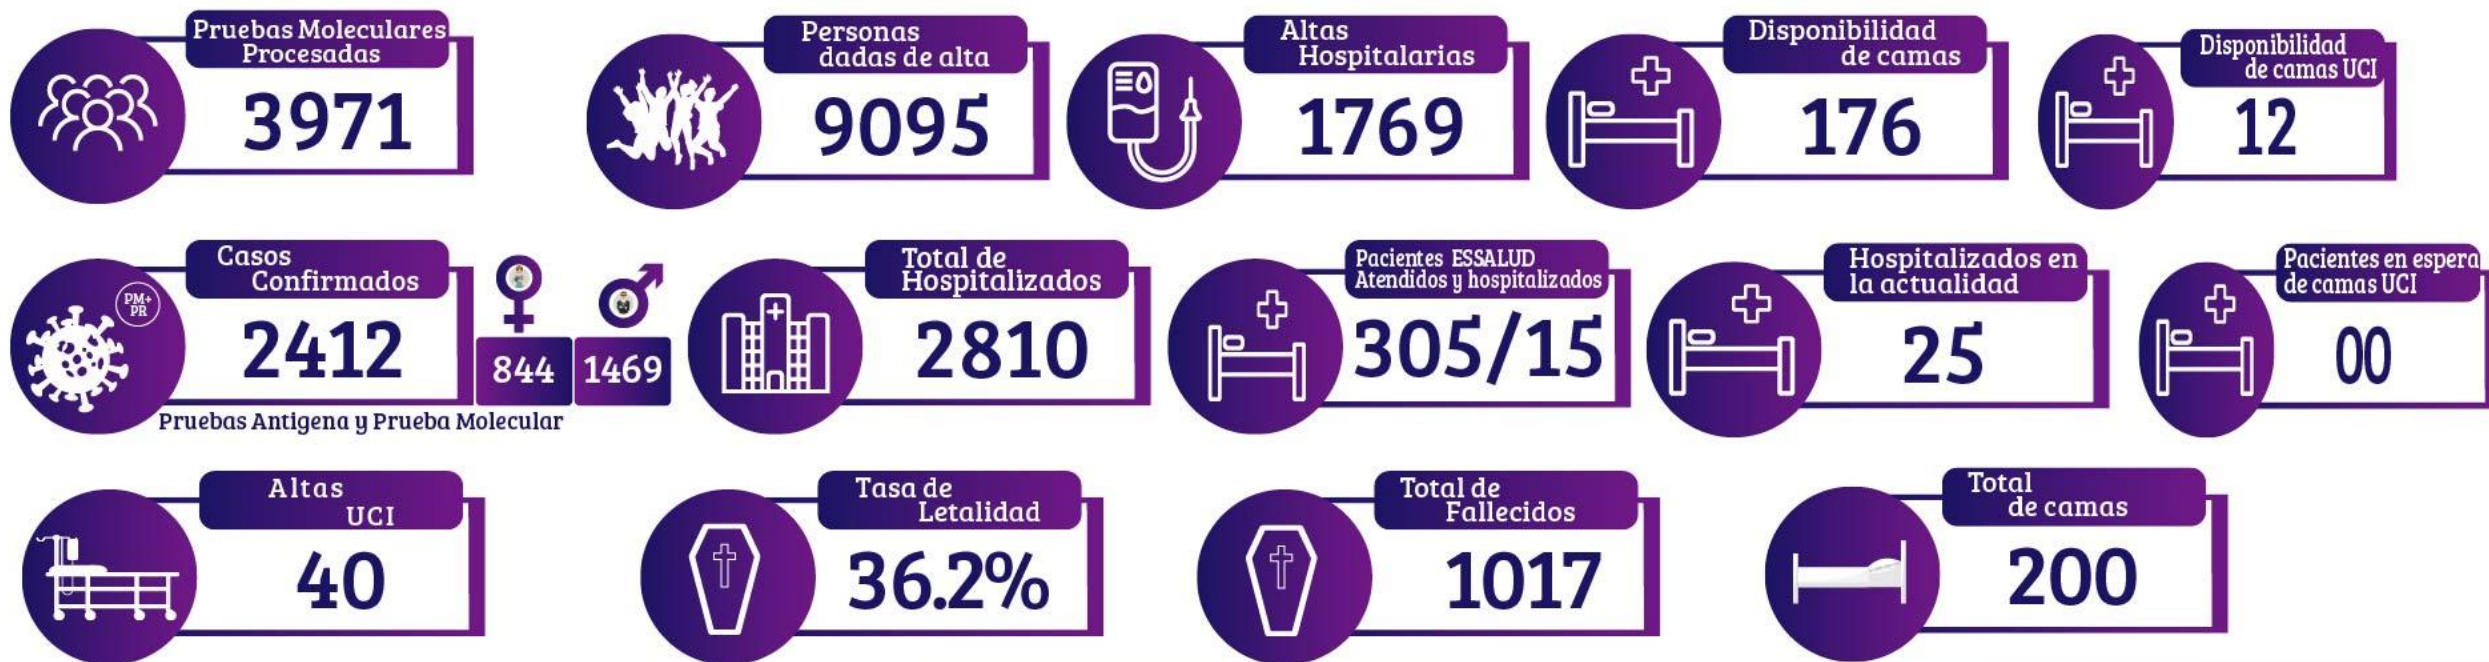 Pruebas Moleculares
Procesadas
3971
Personas
dadas de alta
9095
Altas
Hospitalarias
1769
Disponibilidad
de camas
176
Disponibilidad
de camas UCI
12
Casos
Confirmados
PM+
PR
2412
844
1469
Pruebas Antigena y Prueba Molecular
Total de
Hospitalizados
2810
Pacientes ESSALUD
Atendidos y hospitalizados
305/15
Hospitalizados en
la actualidad
25
Pacientes en espera
de camas UCI
00
Altas
UCI
40
Tasa de
Letalidad
36.2%
Total de
Fallecidos
1017
Total
de camas
200